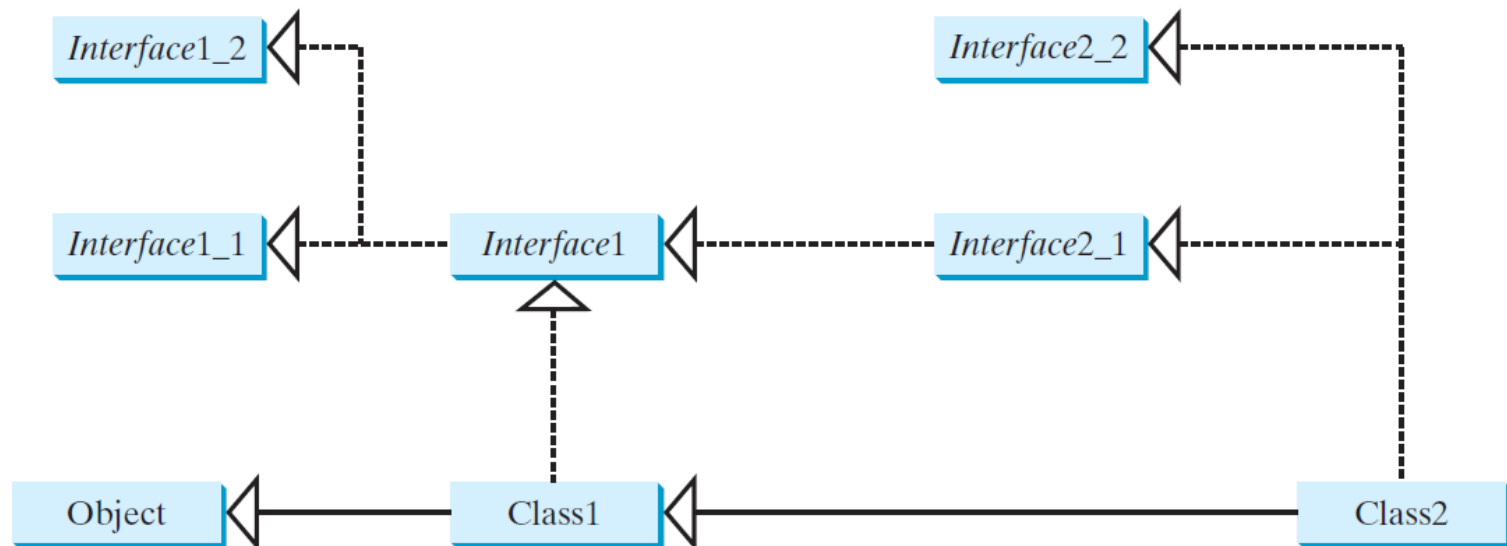 Interface1_2
Interface2_2
Interface1_1
Interface1
Interface2_1
Object
Class1
Class2